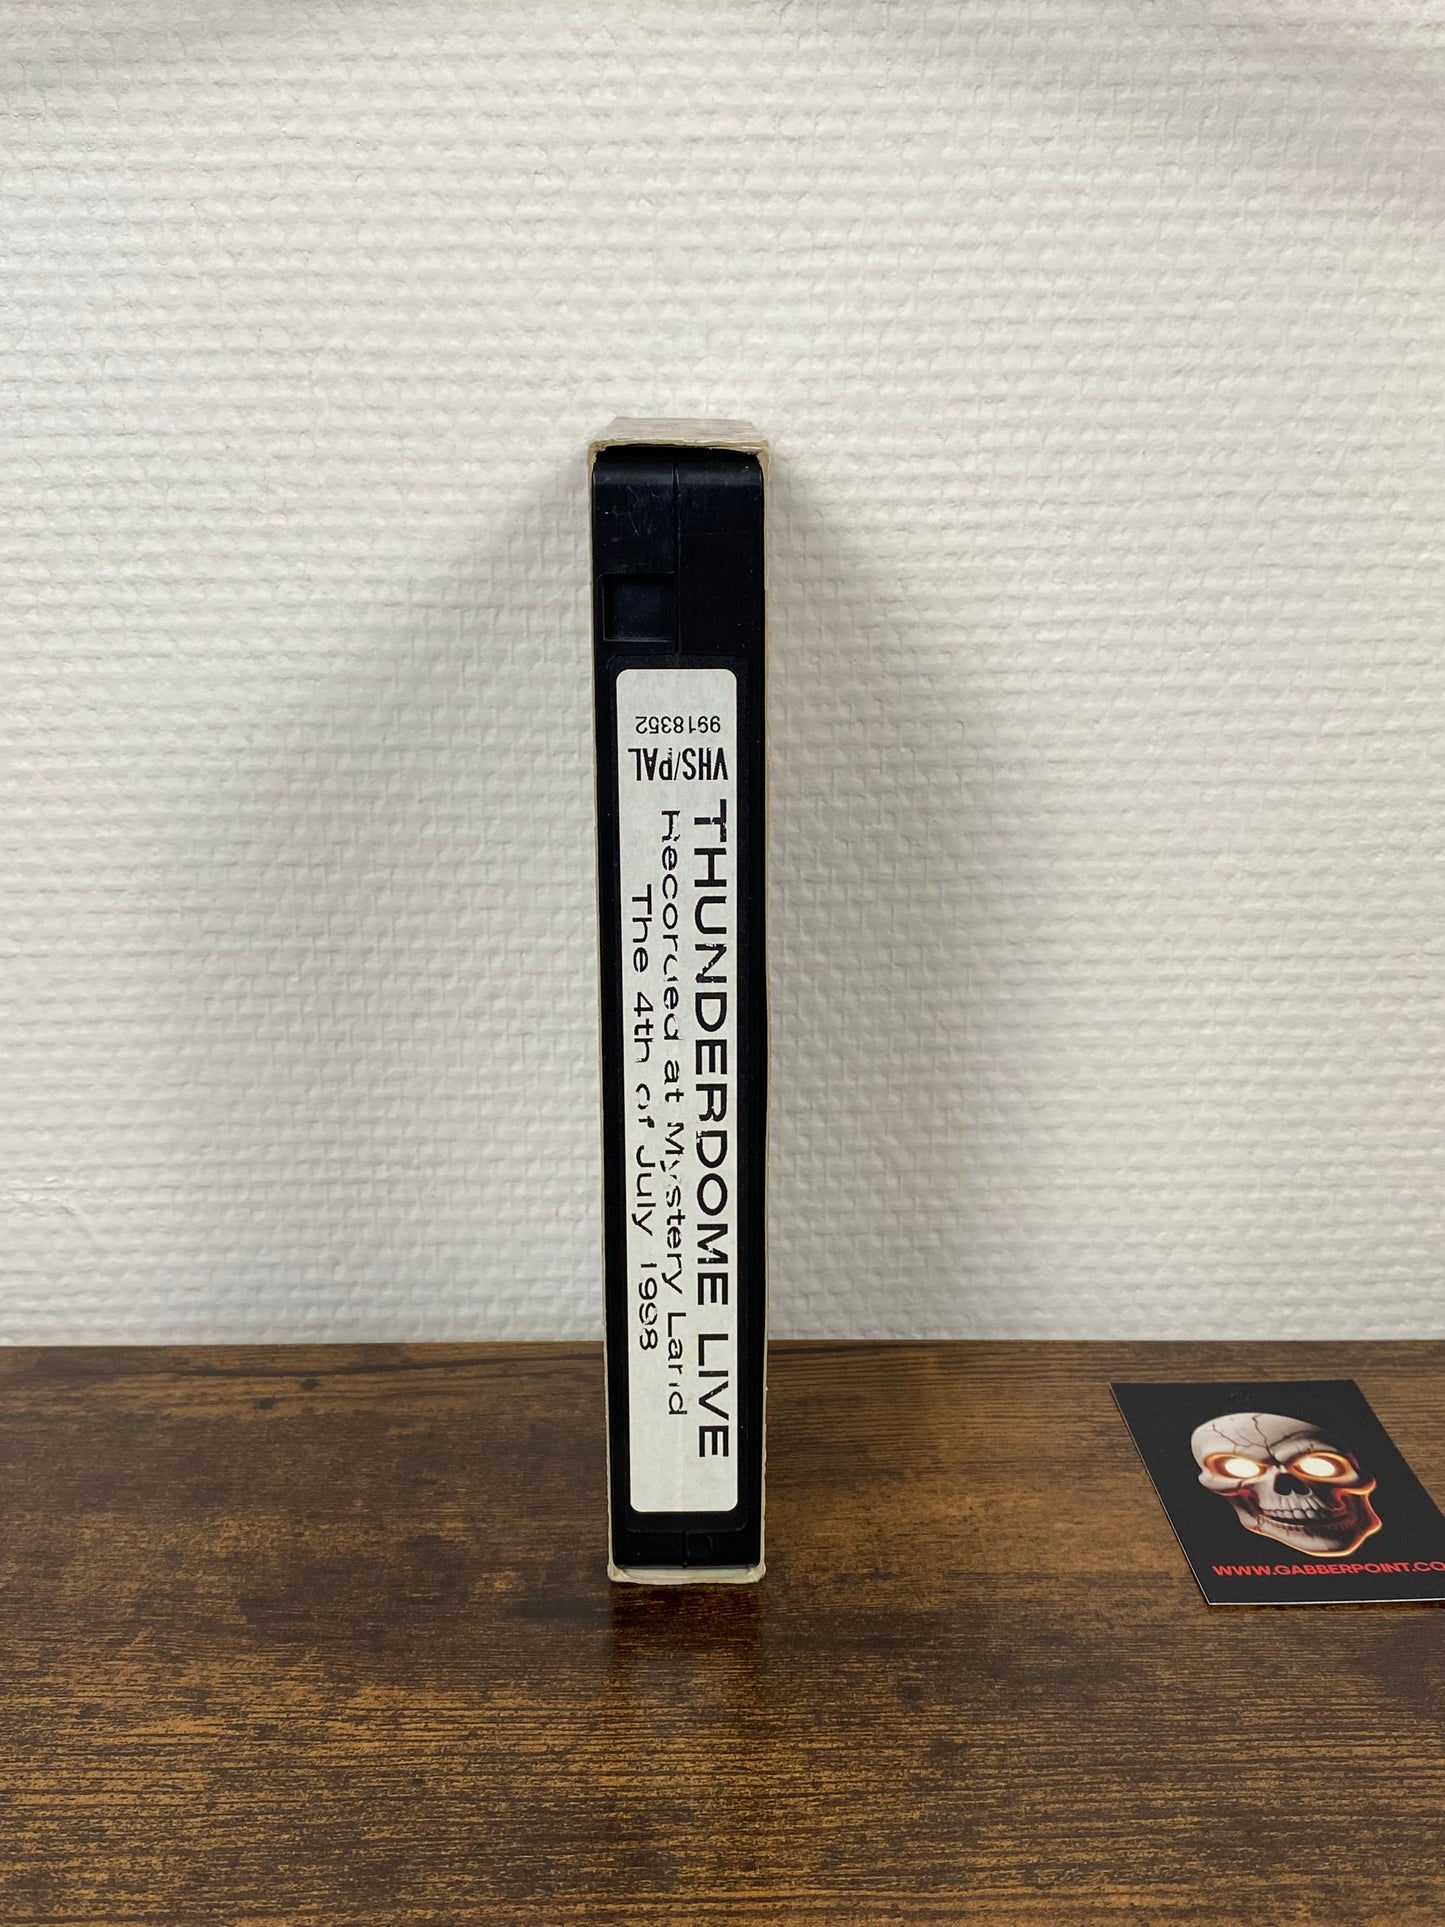 9918352
VHS/PAL
THUNDERDOME LIVE
Recorded at Mystery Land
The 4th of July 1998
WWW.GABBERPOINT.CO